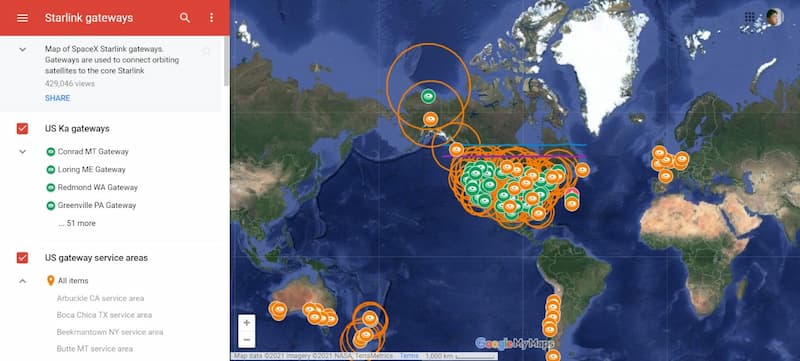 Starlink gateways
Map of SpaceX Starlink gateways.
Gateways are used to connect orbiting
satellites to the core Starlink
429,046 views
SHARE
US Ka gateways
Conrad MT Gateway
Loring ME Gateway
Redmond WA Gateway
Greenville PA Gateway
... 51 more
US gateway service areas
All items
Arbuckle CA service area
Boca Chica TX service area
Beekmantown NY service area
Butte MT service area
Google My Maps
Map data ©2021 Imagery ©2021 NASA, TerraMetrics Terms 1,000 km